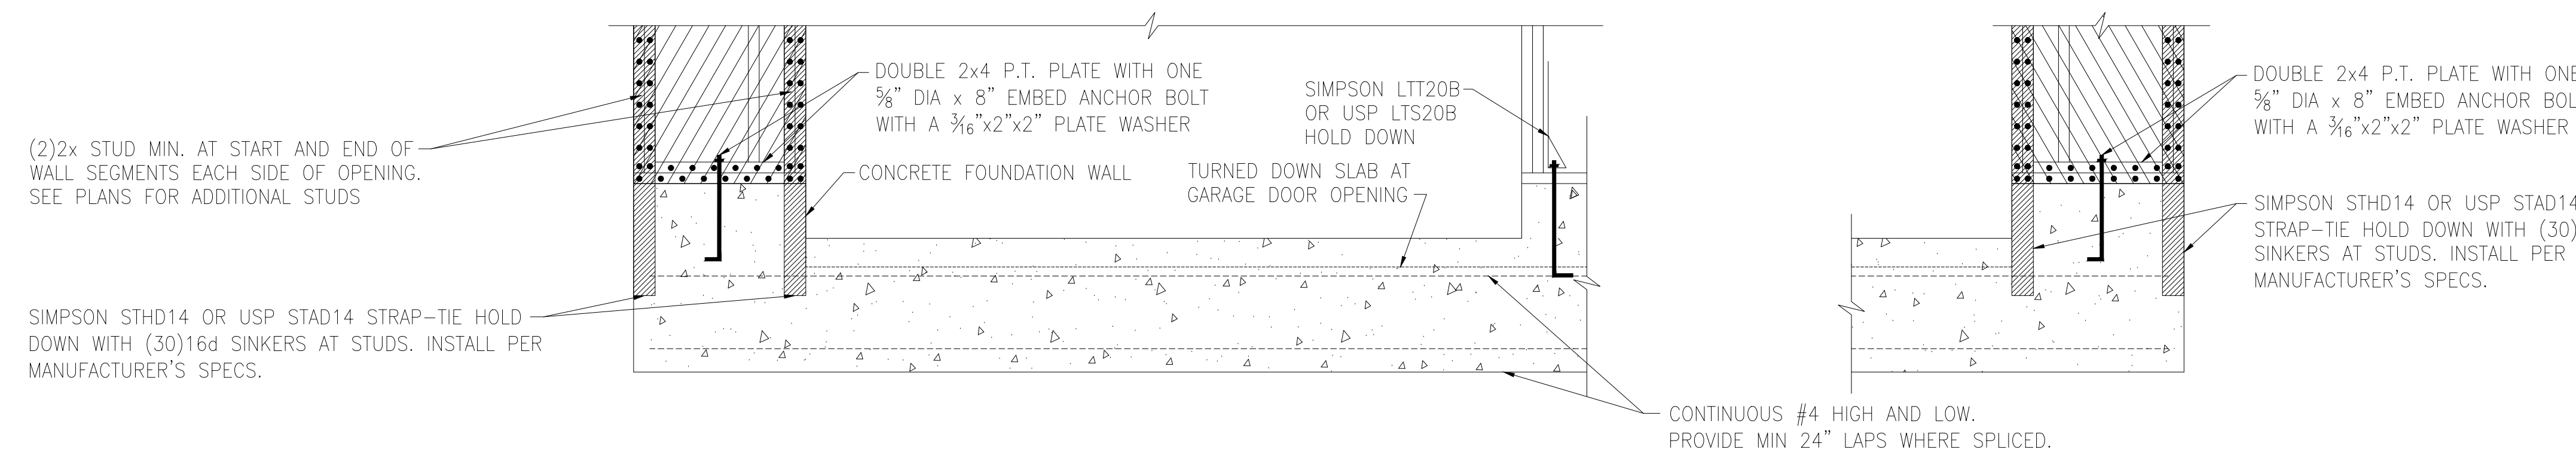 (2)2x STUD MIN. AT START AND END OF
WALL SEGMENTS EACH SIDE OF OPENING.
SEE PLANS FOR ADDITIONAL STUDS
SIMPSON STHD14 OR USP STAD14 STRAP-TIE HOLD
DOWN WITH (30)16d SINKERS AT STUDS. INSTALL PER
MANUFACTURER'S SPECS.
DOUBLE 2x4 P.T. PLATE WITH ONE
5/8" DIA x 8" EMBED ANCHOR BOLT
WITH A 3/16"x2"x2" PLATE WASHER
CONCRETE FOUNDATION WALL
SIMPSON LTT20B
OR USP LTS20B
HOLD DOWN
TURNED DOWN SLAB AT
GARAGE DOOR OPENING
CONTINUOUS #4 HIGH AND LOW.
PROVIDE MIN 24" LAPS WHERE SPLICED.
DOUBLE 2x4 P.T. PLATE WITH ONE
5/8" DIA x 8" EMBED ANCHOR
WITH A 3/16"x2"x2" PLATE WASHER
SIMPSON STHD14 OR USP STAD14
STRAP-TIE HOLD DOWN WITH (30)
SINKERS AT STUDS. INSTALL PER
MANUFACTURER'S SPECS.